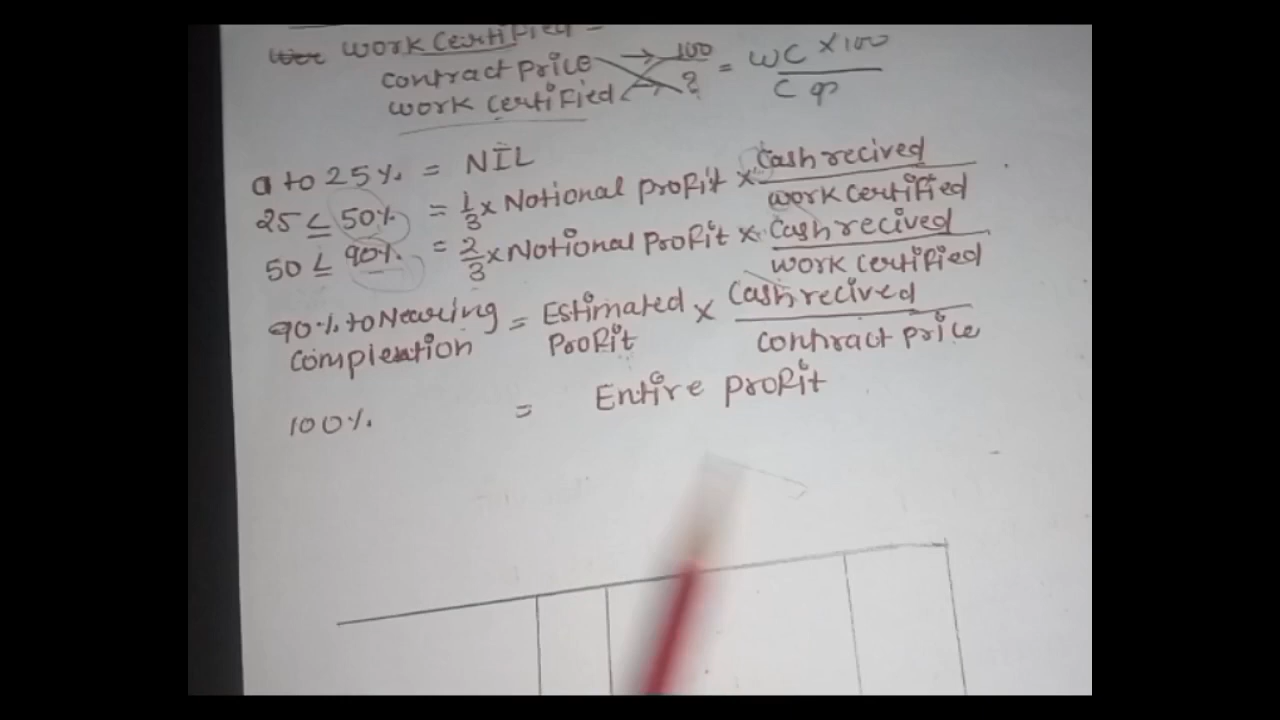 work certified
contract price → 100
work certified ? = WC × 100
CP
0 to 25% = NIL
25 ≤ 50% = 1/3 × Notional profit × Cash recived
work certified
50 ≤ 90% = 2/3 × Notional profit × Cash recived
work certified
90% to Nearing = Estimated × Cash recived
complention Profit contract price
100% = Entire profit